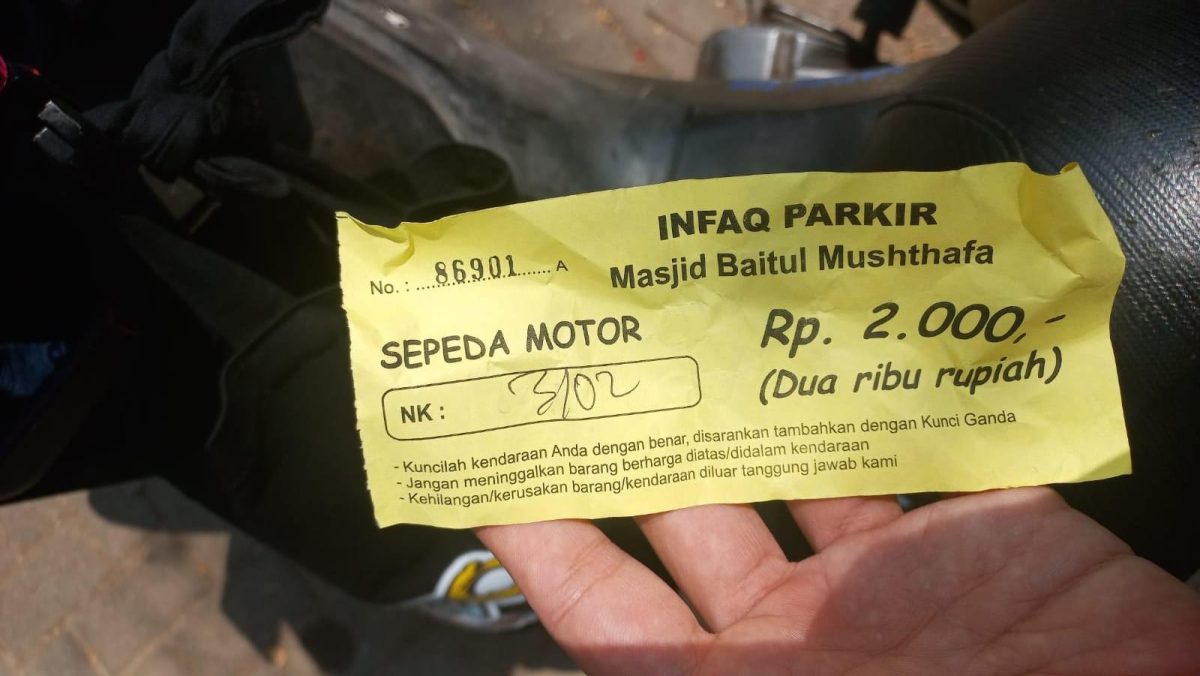 INFAQ PARKIR
Masjid Baitul Mushthafa
No. : ....86901...... A
SEPEDA MOTOR
Rp. 2.000,-
(Dua ribu rupiah)
NK : 3102
- Kuncilah kendaraan Anda dengan benar, disarankan tambahkan dengan Kunci Ganda
- Jangan meninggalkan barang berharga diatas/didalam kendaraan
- Kehilangan/kerusakan barang/kendaraan diluar tanggung jawab kami